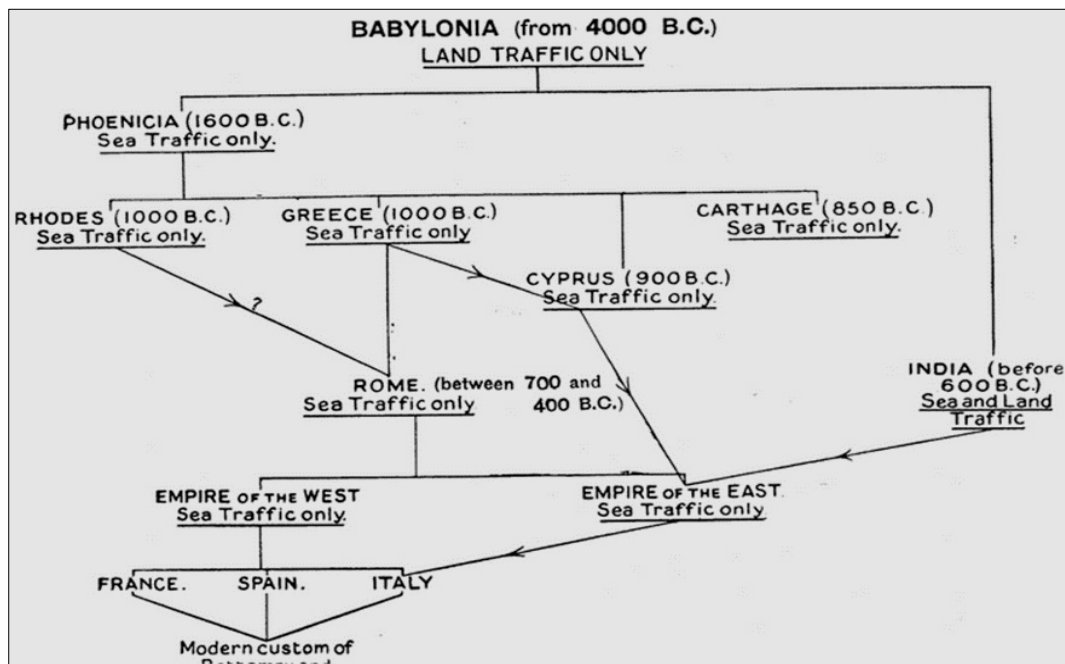 BABYLONIA (from 4000 B.C.)
LAND TRAFFIC ONLY
PHOENICIA (1600 B.C.)
Sea Traffic only.
RHODES (1000 B.C.)
Sea Traffic only.
GREECE (1000 B.C.)
Sea Traffic only
CARTHAGE (850 B.C.)
Sea Traffic only.
CYPRUS (900 B.C.)
Sea Traffic only.
?
ROME. (between 700 and
Sea Traffic only 400 B.C.)
INDIA (before
600 B.C.)
Sea and Land
Traffic
EMPIRE OF THE WEST
Sea Traffic only.
EMPIRE OF THE EAST.
Sea Traffic only
FRANCE. SPAIN. ITALY
Modern custom of